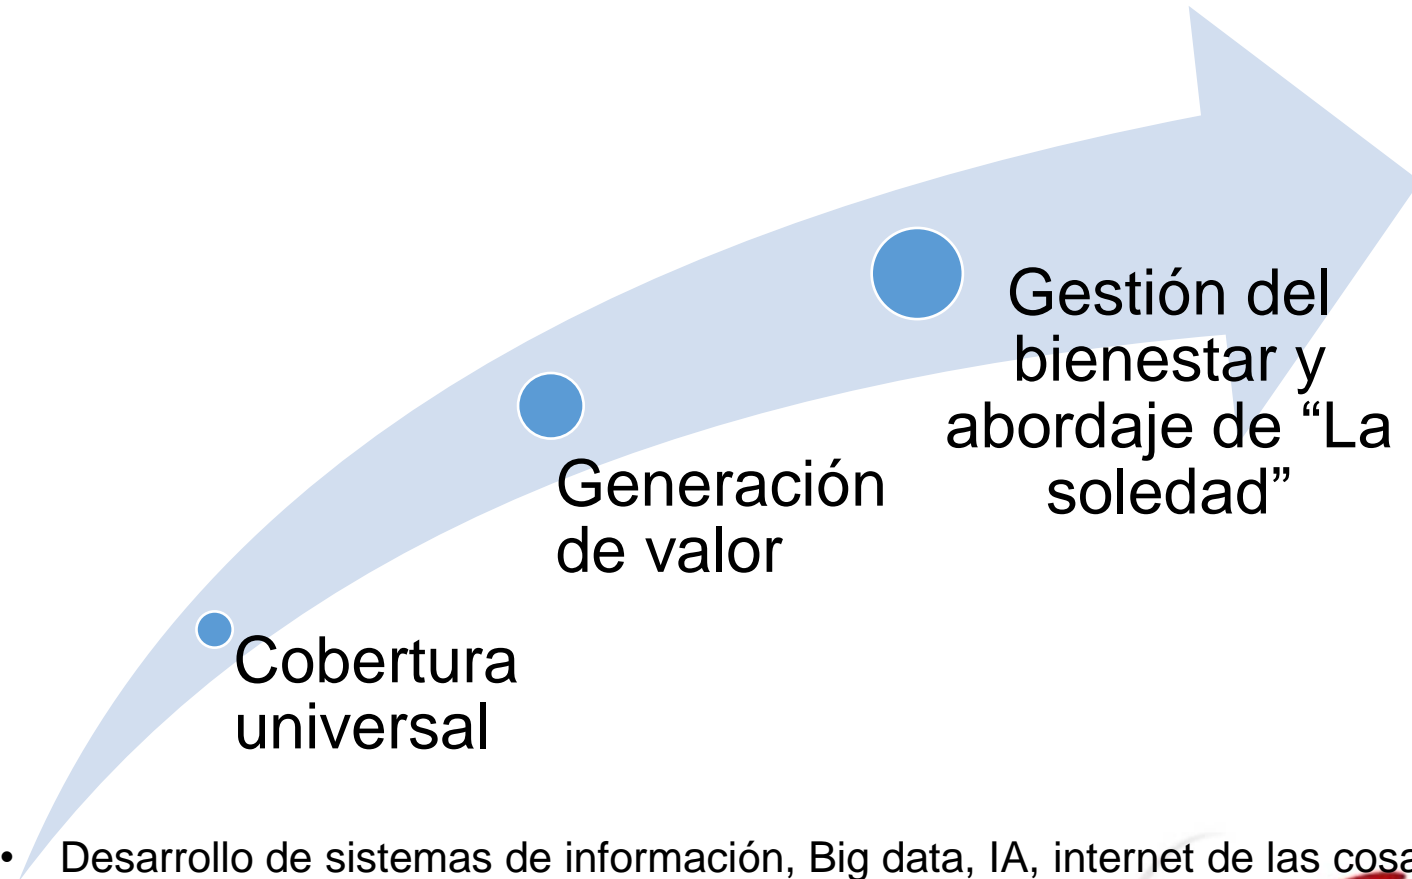 Gestión del
bienestar y
abordaje de “La
soledad”
Generación
de valor
Cobertura
universal
• Desarrollo de sistemas de información, Big data, IA, internet de las cosa